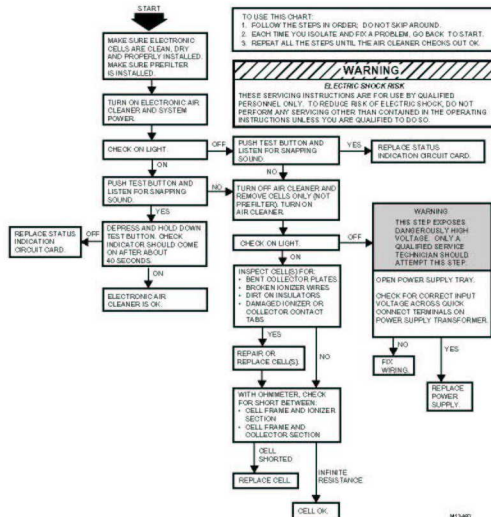 START
TO USE THIS CHART:
1. FOLLOW THE STEPS IN ORDER; DO NOT SKIP AROUND.
2. EACH TIME YOU ISOLATE AND FIX A PROBLEM, GO BACK TO START.
3. REPEAT ALL THE STEPS UNTIL THE AIR CLEANER CHECKS OUT OK.
MAKE SURE ELECTRONIC
CELLS ARE CLEAN, DRY
AND PROPERLY INSTALLED.
MAKE SURE PREFILTER
IS INSTALLED.
WARNING
ELECTRIC SHOCK RISK
THESE SERVICING INSTRUCTIONS ARE FOR USE BY QUALIFIED
PERSONNEL ONLY. TO REDUCE RISK OF ELECTRIC SHOCK, DO NOT
PERFORM ANY SERVICING OTHER THAN CONTAINED IN THE OPERATING
INSTRUCTIONS UNLESS YOU ARE QUALIFIED TO DO SO.
TURN ON ELECTRONIC AIR
CLEANER AND SYSTEM
POWER.
CHECK ON LIGHT.
OFF
PUSH TEST BUTTON AND
LISTEN FOR SNAPPING
SOUND.
YES
REPLACE STATUS
INDICATION CIRCUIT CARD.
ON
NO
PUSH TEST BUTTON AND
LISTEN FOR SNAPPING
SOUND.
NO
TURN OFF AIR CLEANER AND
REMOVE CELLS ONLY (NOT
PREFILTER). TURN ON
AIR CLEANER.
YES
REPLACE STATUS
INDICATION
CIRCUIT CARD.
OFF
DEPRESS AND HOLD DOWN
TEST BUTTON. CHECK
INDICATOR SHOULD COME
ON AFTER ABOUT
40 SECONDS.
ON
ELECTRONIC AIR
CLEANER IS OK.
CHECK ON LIGHT.
OFF
WARNING
THIS STEP EXPOSES
DANGEROUSLY HIGH
VOLTAGE. ONLY A
QUALIFIED SERVICE
TECHNICIAN SHOULD
ATTEMPT THIS STEP.
OPEN POWER SUPPLY TRAY.
CHECK FOR CORRECT INPUT
VOLTAGE ACROSS QUICK
CONNECT TERMINALS ON
POWER SUPPLY TRANSFORMER.
NO
FIX
WIRING.
YES
REPLACE
POWER
SUPPLY.
ON
INSPECT CELL(S) FOR:
• BENT COLLECTOR PLATES
• BROKEN IONIZER WIRES
• DIRT ON INSULATORS
• DAMAGED IONIZER OR
COLLECTOR CONTACT
TABS
YES
NO
REPAIR OR
REPLACE CELL(S).
WITH OHMMETER, CHECK
FOR SHORT BETWEEN:
• CELL FRAME AND IONIZER
SECTION
• CELL FRAME AND
COLLECTOR SECTION
CELL
SHORTED
REPLACE CELL
INFINITE
RESISTANCE
CELL OK.